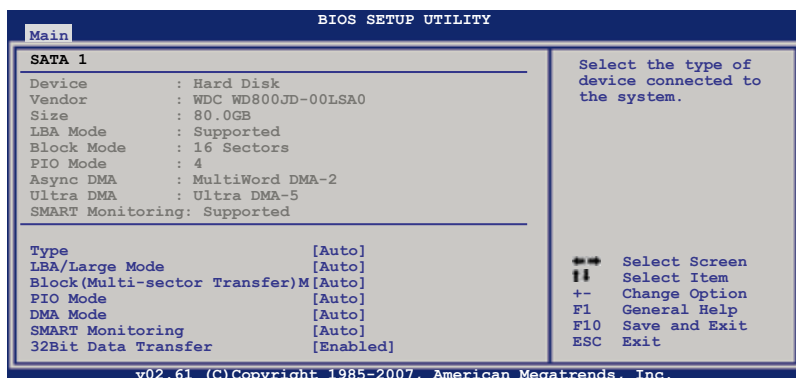 BIOS SETUP UTILITY
Main
SATA 1
Device : Hard Disk
Vendor : WDC WD800JD-00LSA0
Size : 80.0GB
LBA Mode : Supported
Block Mode : 16 Sectors
PIO Mode : 4
Async DMA : MultiWord DMA-2
Ultra DMA : Ultra DMA-5
SMART Monitoring: Supported
Type [Auto]
LBA/Large Mode [Auto]
Block(Multi-sector Transfer)M[Auto]
PIO Mode [Auto]
DMA Mode [Auto]
SMART Monitoring [Auto]
32Bit Data Transfer [Enabled]
Select the type of
device connected to
the system.
Select Screen
Select Item
+- Change Option
F1 General Help
F10 Save and Exit
ESC Exit
v02.61 (C)Copyright 1985-2007, American Megatrends, Inc.